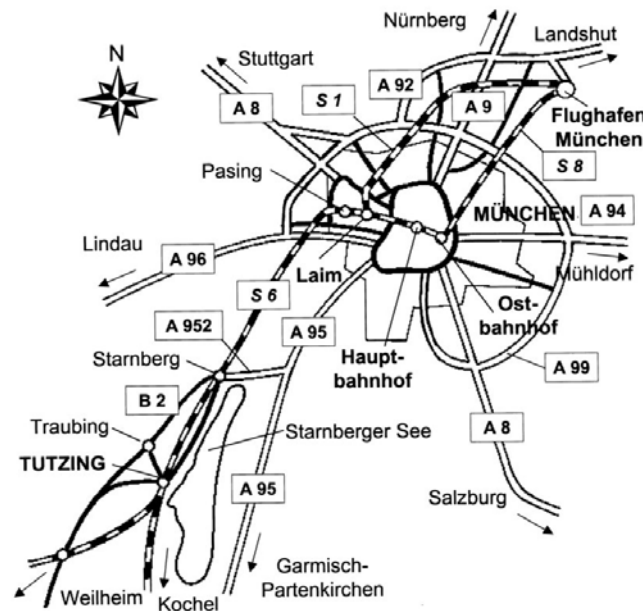 N
Nürnberg
Landshut
Stuttgart
A 92
S 1
A 9
A 8
Flughafen
München
S 8
Pasing
MÜNCHEN
A 94
Lindau
A 96
Laim
Mühldorf
S 6
Ost-
bahnhof
A 952
A 95
Haupt-
bahnhof
A 99
Starnberg
B 2
Traubing
Starnberger See
A 8
TUTZING
A 95
Salzburg
Garmisch-
Partenkirchen
Weilheim
Kochel